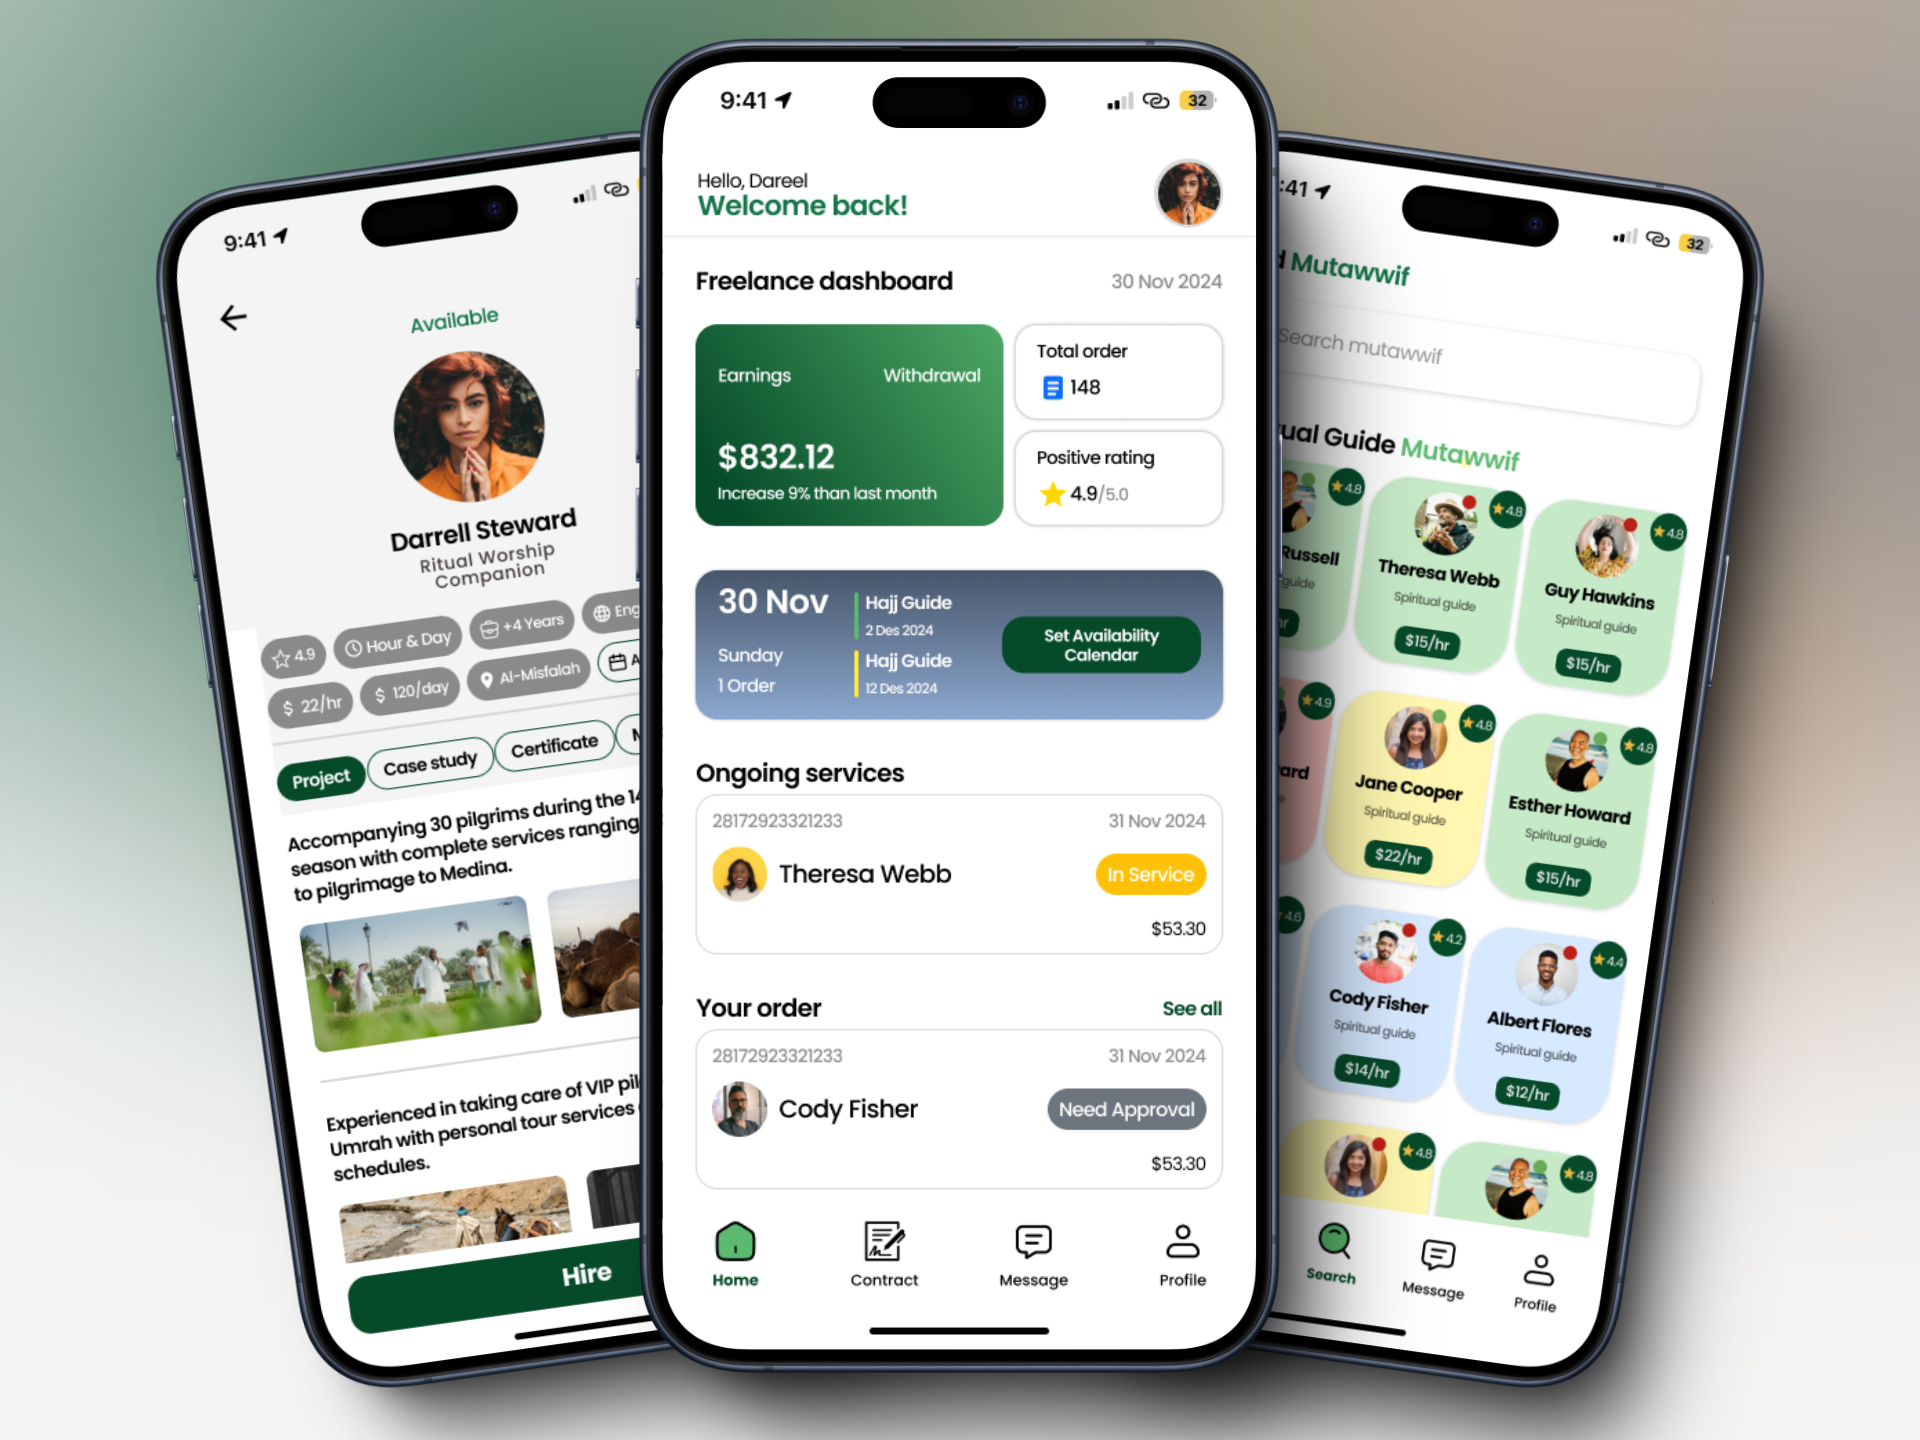 9:41
Available
Darrell Steward
Ritual Worship
Companion
4.9
Hour & Day
+4 Years
$ 22/hr
$ 120/day
Al-Misfalah
Project
Case study
Certificate
Accompanying 30 pilgrims during the
season with complete services ranging
to pilgrimage to Medina.
Experienced in taking care of VIP
Umrah with personal tour services
schedules.
Hire
9:41
32
Hello, Dareel
Welcome back!
Freelance dashboard
30 Nov 2024
Earnings
Withdrawal
$832.12
Increase 9% than last month
Total order
148
Positive rating
4.9/5.0
30 Nov
Sunday
1 Order
Hajj Guide
2 Des 2024
Hajj Guide
12 Des 2024
Set Availability
Calendar
Ongoing services
28172923321233
31 Nov 2024
Theresa Webb
In Service
$53.30
Your order
See all
28172923321233
31 Nov 2024
Cody Fisher
Need Approval
$53.30
Home
Contract
Message
Profile
:41
32
Mutawwif
Search mutawwif
Guide Mutawwif
4.8
Russell
guide
4.8
Theresa Webb
Spiritual guide
$15/hr
4.8
Guy Hawkins
Spiritual guide
$15/hr
4.9
4.8
Jane Cooper
Spiritual guide
$22/hr
4.8
Esther Howard
Spiritual guide
$15/hr
4.6
4.2
Cody Fisher
Spiritual guide
$14/hr
4.4
Albert Flores
Spiritual guide
$12/hr
4.8
4.8
Search
Message
Profile